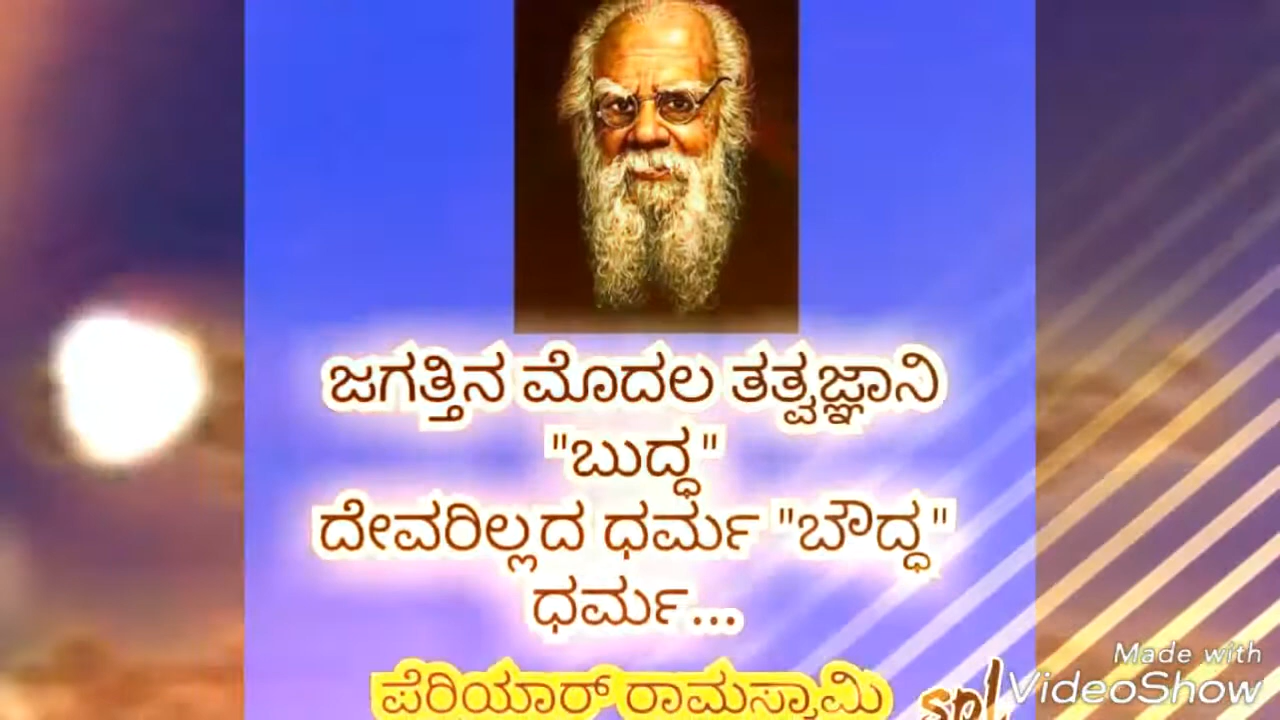 ಜಗತ್ತಿನ ಮೊದಲ ತತ್ವಜ್ಞಾನಿ
"ಬುದ್ಧ"
ದೇವರಿಲ್ಲದ ಧರ್ಮ "ಬೌದ್ಧ"
ಧರ್ಮ...
ಪೆರಿಯಾರ್ ರಾಮಸ್ವಾಮಿ
Made with
VideoShow